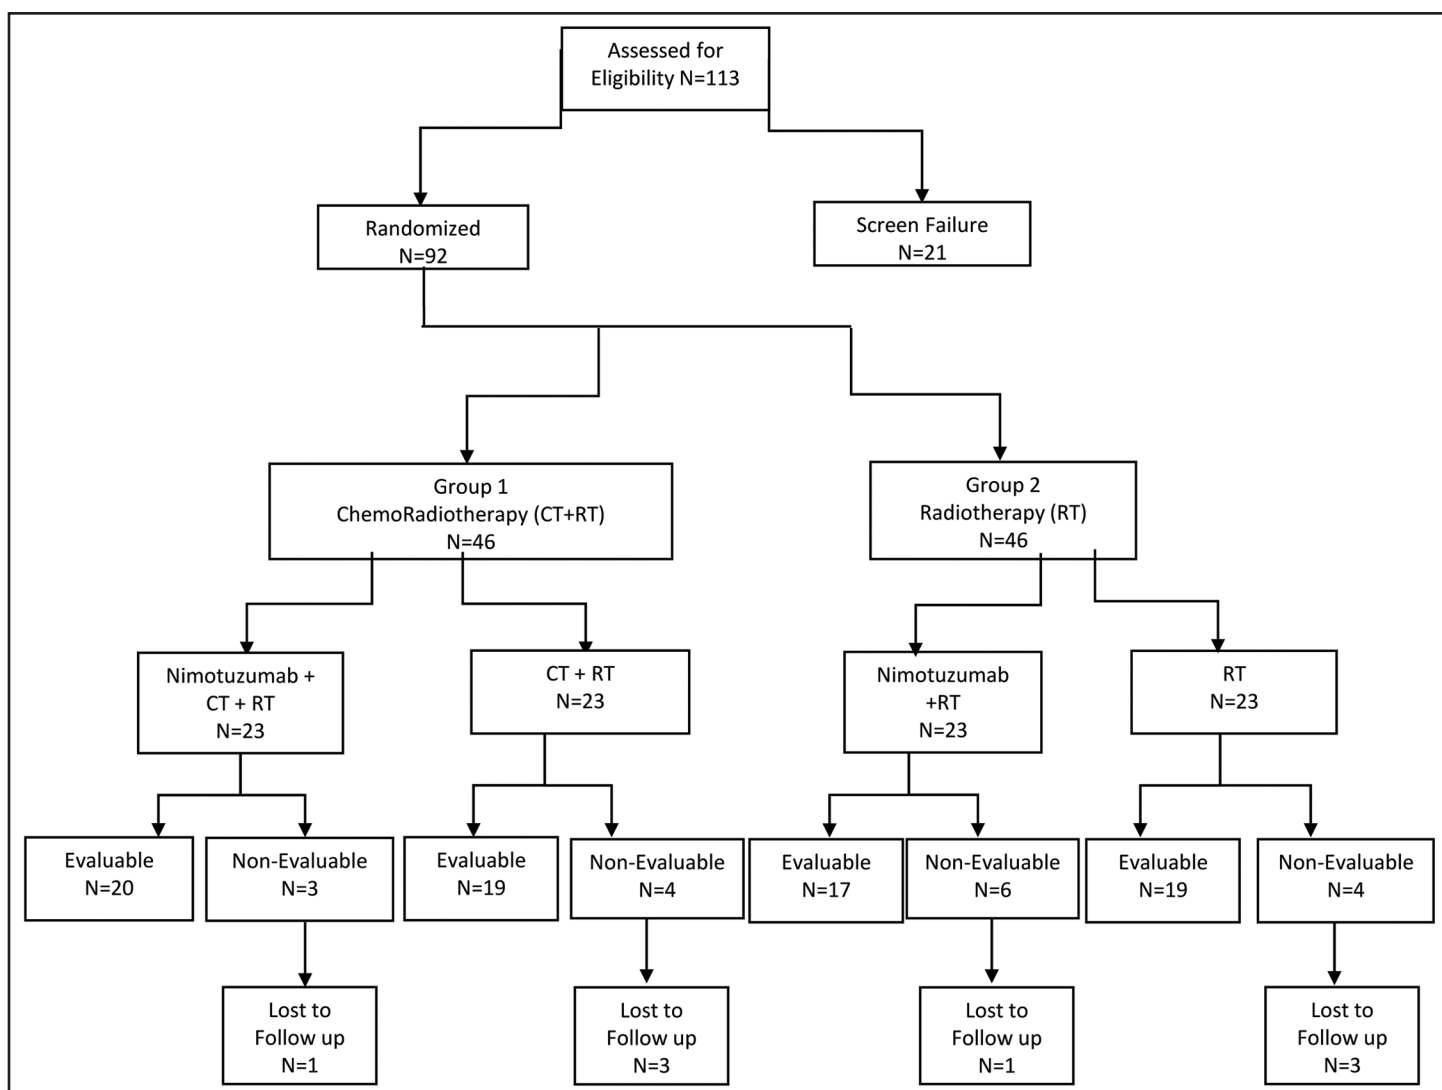 Assessed for
Eligibility N=113
Randomized
N=92
Screen Failure
N=21
Group 1
ChemoRadiotherapy (CT+RT)
N=46
Group 2
Radiotherapy (RT)
N=46
Nimotuzumab +
CT + RT
N=23
CT + RT
N=23
Nimotuzumab
+RT
N=23
RT
N=23
Evaluable
N=20
Non-Evaluable
N=3
Evaluable
N=19
Non-Evaluable
N=4
Evaluable
N=17
Non-Evaluable
N=6
Evaluable
N=19
Non-Evaluable
N=4
Lost to
Follow up
N=1
Lost to
Follow up
N=3
Lost to
Follow up
N=1
Lost to
Follow up
N=3